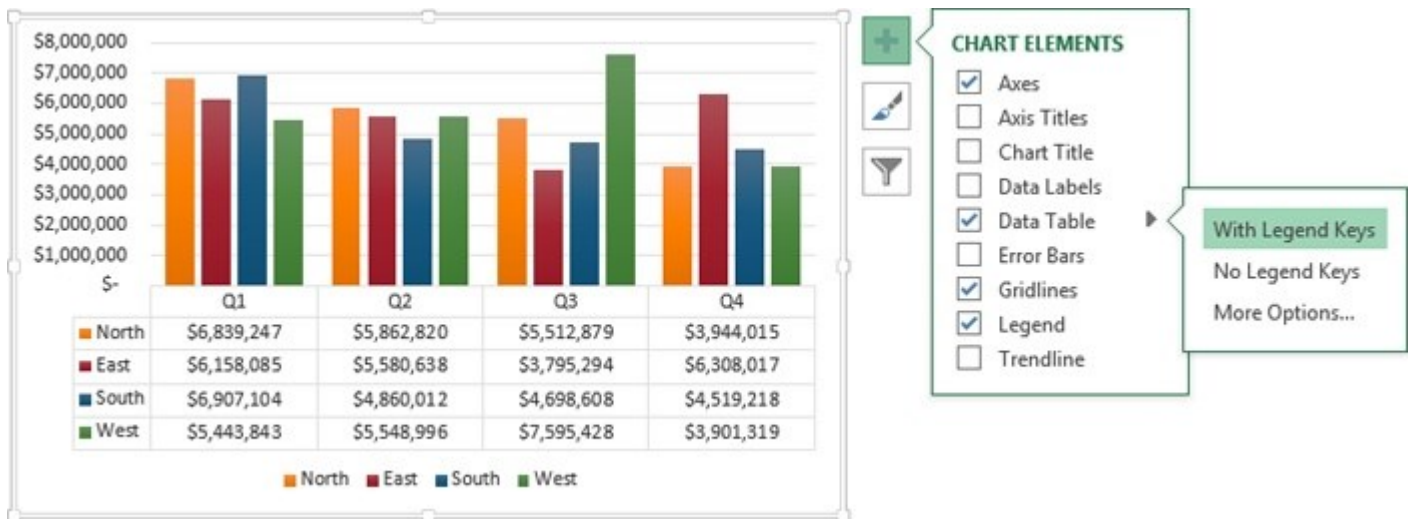 $8,000,000
$7,000,000
$6,000,000
$5,000,000
$4,000,000
$3,000,000
$2,000,000
$1,000,000
$-
Q1 Q2 Q3 Q4
North $6,839,247 $5,862,820 $5,512,879 $3,944,015
East $6,158,085 $5,580,638 $3,795,294 $6,308,017
South $6,907,104 $4,860,012 $4,698,608 $4,519,218
West $5,443,843 $5,548,996 $7,595,428 $3,901,319
North East South West
CHART ELEMENTS
Axes
Axis Titles
Chart Title
Data Labels
Data Table
Error Bars
Gridlines
Legend
Trendline
With Legend Keys
No Legend Keys
More Options...